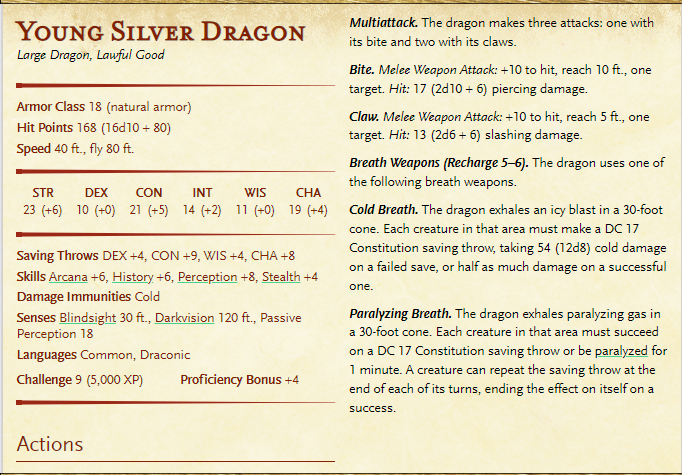 Young Silver Dragon
Large Dragon, Lawful Good
Armor Class 18 (natural armor)
Hit Points 168 (16d10 + 80)
Speed 40 ft., fly 80 ft.
STR DEX CON INT WIS CHA
23 (+6) 10 (+0) 21 (+5) 14 (+2) 11 (+0) 19 (+4)
Saving Throws DEX +4, CON +9, WIS +4, CHA +8
Skills Arcana +6, History +6, Perception +8, Stealth +4
Damage Immunities Cold
Senses Blindsight 30 ft., Darkvision 120 ft., Passive
Perception 18
Languages Common, Draconic
Challenge 9 (5,000 XP) Proficiency Bonus +4
Actions
Multiattack. The dragon makes three attacks: one with
its bite and two with its claws.
Bite. Melee Weapon Attack: +10 to hit, reach 10 ft., one
target. Hit: 17 (2d10 + 6) piercing damage.
Claw. Melee Weapon Attack: +10 to hit, reach 5 ft., one
target. Hit: 13 (2d6 + 6) slashing damage.
Breath Weapons (Recharge 5–6). The dragon uses one of
the following breath weapons.
Cold Breath. The dragon exhales an icy blast in a 30-foot
cone. Each creature in that area must make a DC 17
Constitution saving throw, taking 54 (12d8) cold damage
on a failed save, or half as much damage on a successful
one.
Paralyzing Breath. The dragon exhales paralyzing gas in
a 30-foot cone. Each creature in that area must succeed
on a DC 17 Constitution saving throw or be paralyzed for
1 minute. A creature can repeat the saving throw at the
end of each of its turns, ending the effect on itself on a
success.